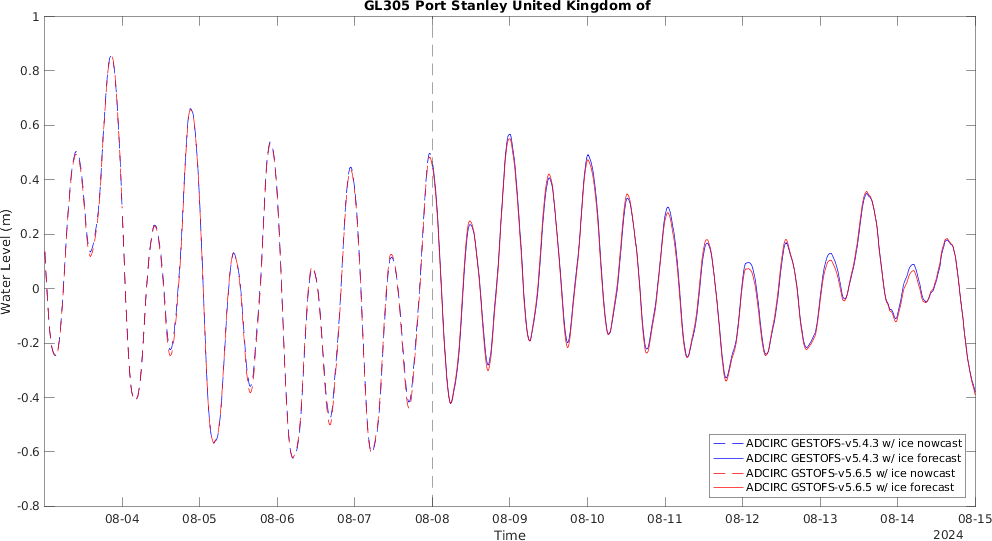 GL305 Port Stanley United Kingdom of
1
0.8
0.6
0.4
0.2
0
-0.2
-0.4
-0.6
-0.8
Water Level (m)
ADCIRC GESTOFS-v5.4.3 w/ ice nowcast
ADCIRC GESTOFS-v5.4.3 w/ ice forecast
ADCIRC GSTOFS-v5.6.5 w/ ice nowcast
ADCIRC GSTOFS-v5.6.5 w/ ice forecast
08-04 08-05 08-06 08-07 08-08 08-09 08-10 08-11 08-12 08-13 08-14 08-15
Time
2024